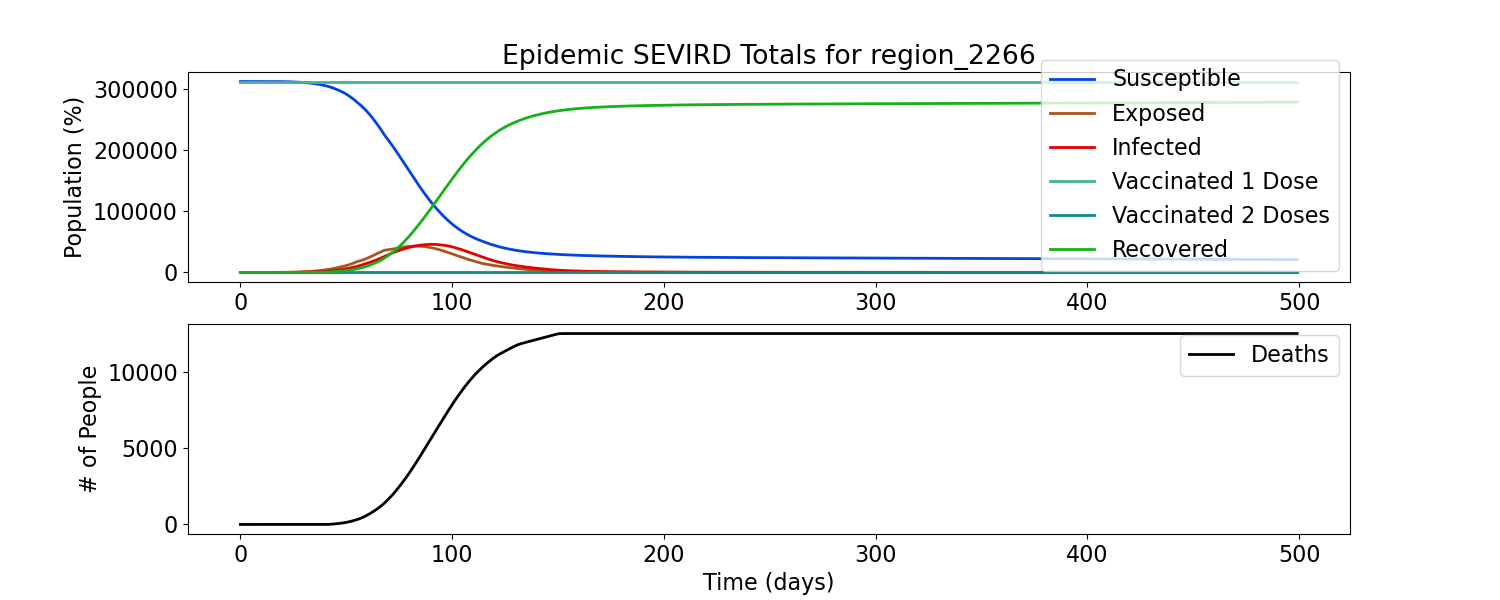 Epidemic SEVIRD Totals for region_2266
Population (%)
300000
200000
100000
0
Susceptible
Exposed
Infected
Vaccinated 1 Dose
Vaccinated 2 Doses
Recovered
0 100 200 300 400 500
# of People
10000
5000
0
Deaths
0 100 200 300 400 500
Time (days)